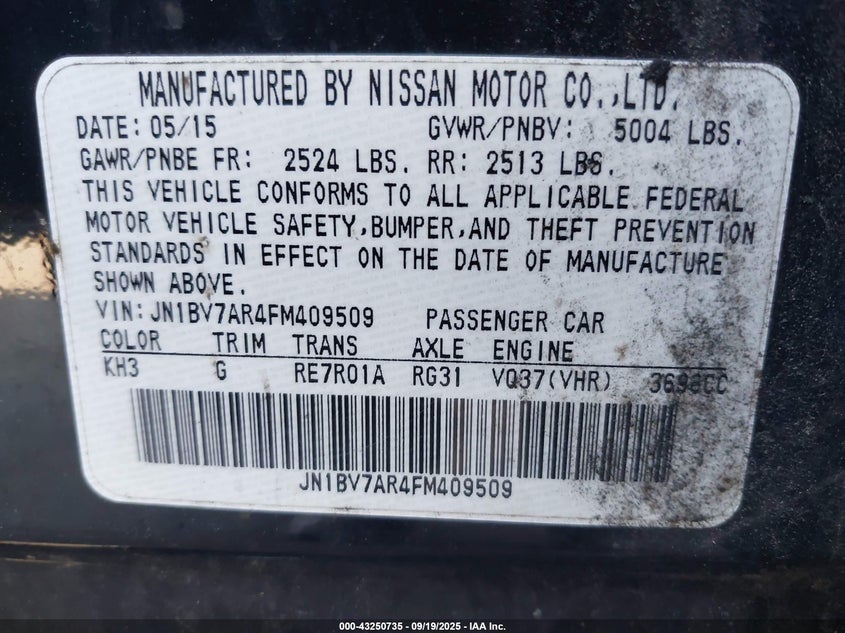 MANUFACTURED BY NISSAN MOTOR CO.,LTD.
DATE: 05/15 GVWR/PNBV: 5004 LBS.
GAWR/PNBE FR: 2524 LBS. RR: 2513 LBS.
THIS VEHICLE CONFORMS TO ALL APPLICABLE FEDERAL
MOTOR VEHICLE SAFETY,BUMPER,AND THEFT PREVENTION
STANDARDS IN EFFECT ON THE DATE OF MANUFACTURE
SHOWN ABOVE.
VIN: JN1BV7AR4FM409509 PASSENGER CAR
COLOR TRIM TRANS AXLE ENGINE
KH3 G RE7R01A RG31 VQ37(VHR) 3696CC
JN1BV7AR4FM409509
000-43250735 - 09/19/2025 - IAA Inc.